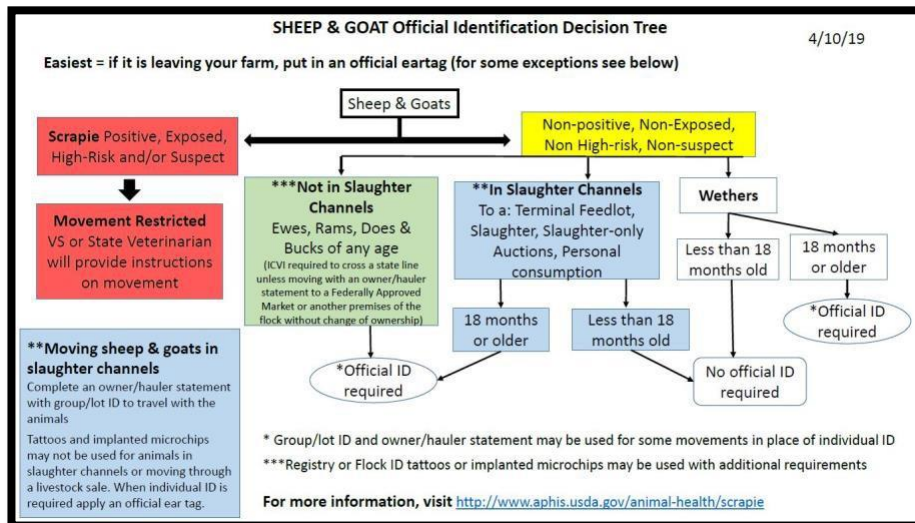 SHEEP & GOAT Official Identification Decision Tree
4/10/19
Easiest = if it is leaving your farm, put in an official eartag (for some exceptions see below)
Sheep & Goats
Scrapie Positive, Exposed,
High-Risk and/or Suspect
Non-positive, Non-Exposed,
Non High-risk, Non-suspect
Movement Restricted
VS or State Veterinarian
will provide instructions
on movement
***Not in Slaughter
Channels
Ewes, Rams, Does &
Bucks of any age
(ICVI required to cross a state line
unless moving with an owner/hauler
statement to a Federally Approved
Market or another premises of the
flock without change of ownership)
**In Slaughter Channels
To a: Terminal Feedlot,
Slaughter, Slaughter-only
Auctions, Personal
consumption
Wethers
Less than 18
months old
18 months
or older
*Official ID
required
18 months
or older
Less than 18
months old
*Official ID
required
No official ID
required
**Moving sheep & goats in
slaughter channels
Complete an owner/hauler statement
with group/lot ID to travel with the
animals
Tattoos and implanted microchips
may not be used for animals in
slaughter channels or moving through
a livestock sale. When individual ID is
required apply an official ear tag.
* Group/lot ID and owner/hauler statement may be used for some movements in place of individual ID
***Registry or Flock ID tattoos or implanted microchips may be used with additional requirements
For more information, visit http://www.aphis.usda.gov/animal-health/scrapie